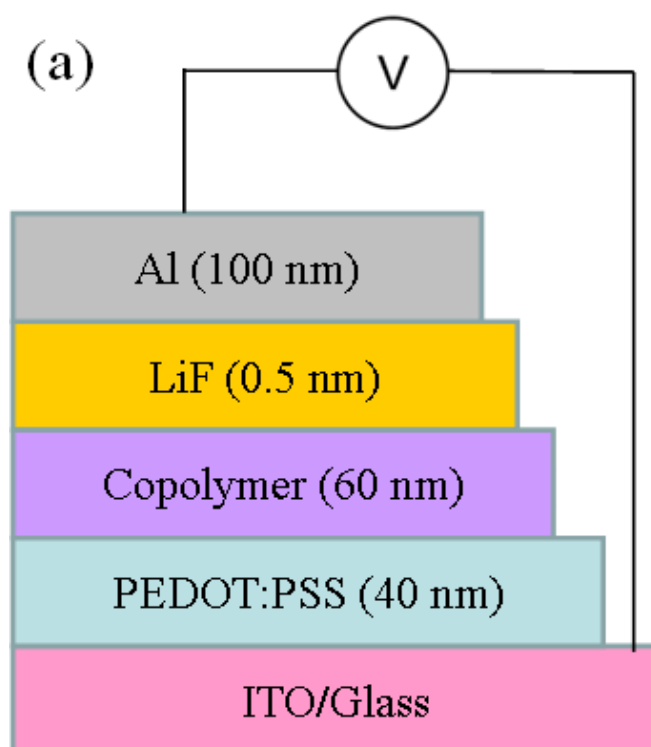 (a)
V
Al (100 nm)
LiF (0.5 nm)
Copolymer (60 nm)
PEDOT:PSS (40 nm)
ITO/Glass